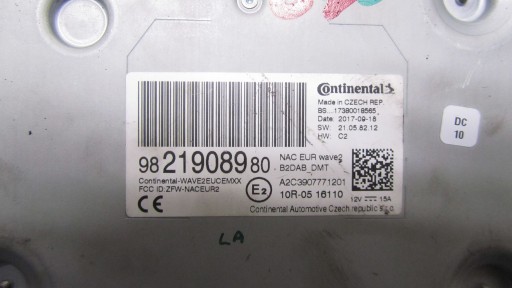 Continental
Made in CZECH REP.
BS...:17380018565
Date: 2017-09-18
SW: 21.05.62.12
HW: C2
DC
10
98 219089 80
NAC EUR wave2
B2DAB_DMT
Continental-WAVE2EUCEMXX
FCC ID:ZFW-NACEUR2
CE
E2
A2C3907771201
10R-05 16110
12V 15A
Continental Automotive Czech republic s.r.o.
LA